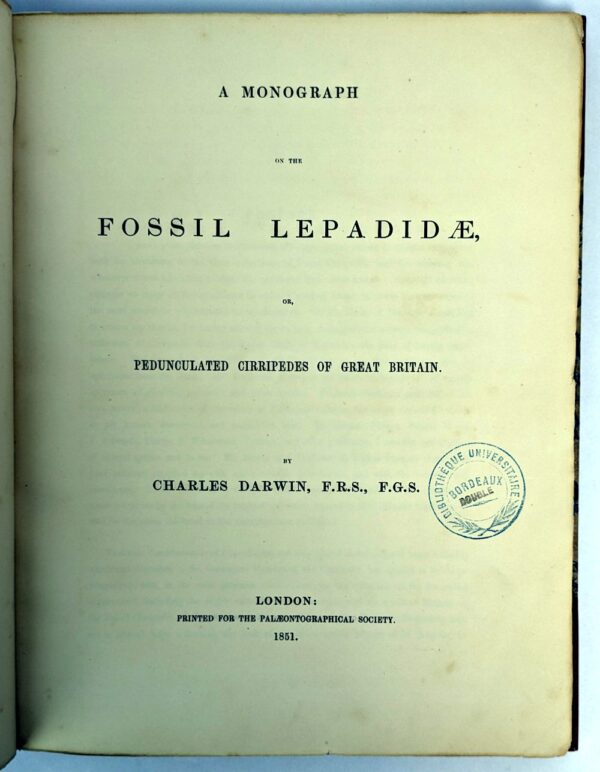 A MONOGRAPH
ON THE
FOSSIL LEPADIDÆ,
OR,
PEDUNCULATED CIRRIPEDES OF GREAT BRITAIN.
BY
CHARLES DARWIN, F.R.S., F.G.S.
BIBLIOTHÈQUE UNIVERSITAIRE
BORDEAUX
DOUBLE
LONDON:
PRINTED FOR THE PALÆONTOGRAPHICAL SOCIETY.
1851.